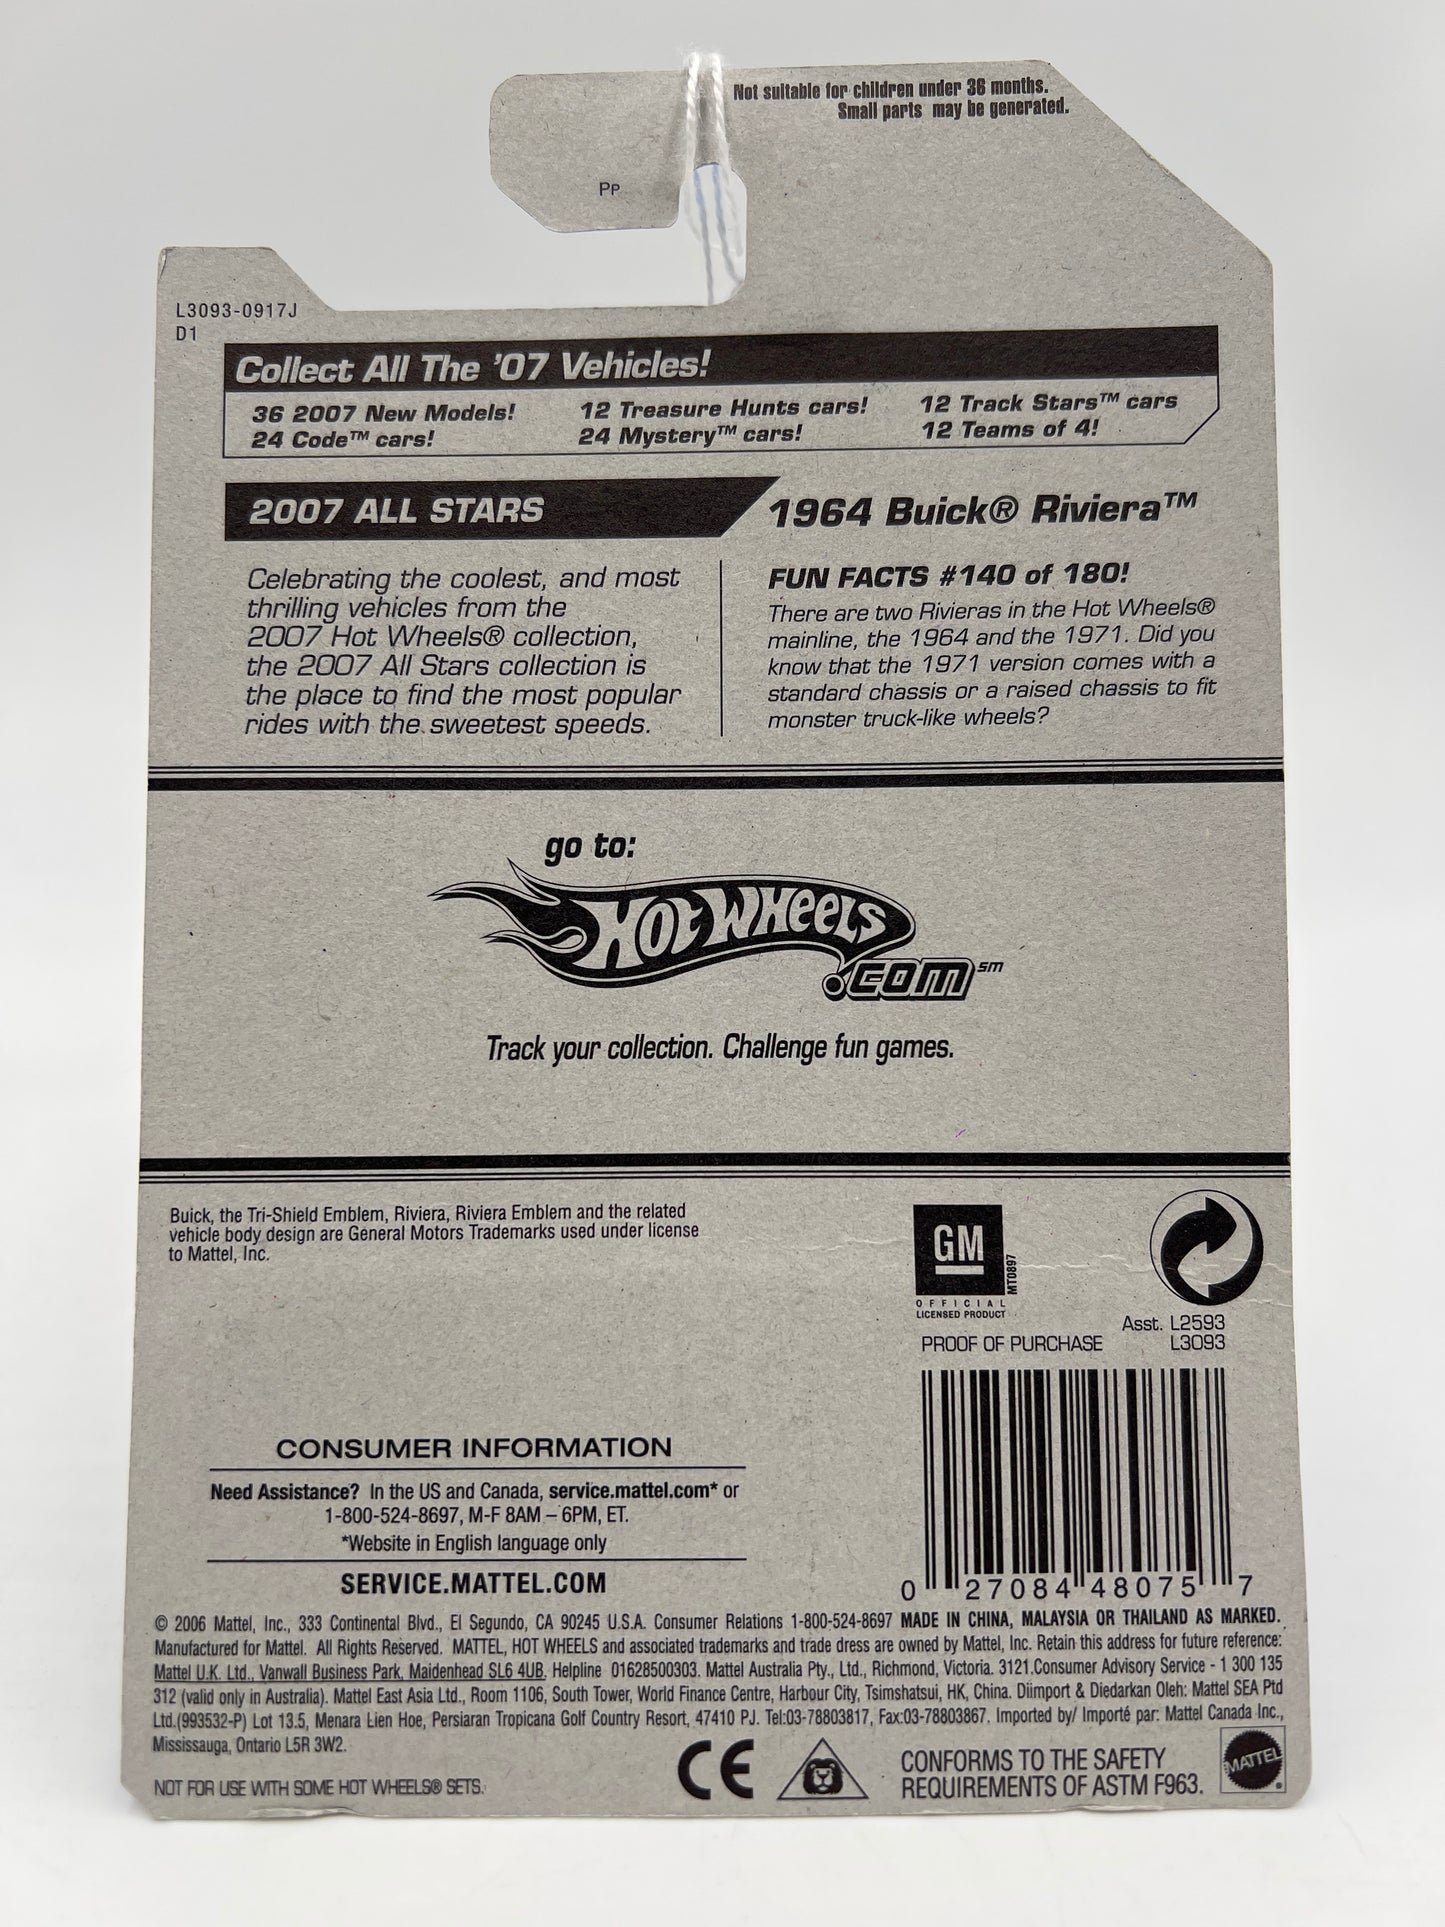 Not suitable for children under 36 months.
Small parts may be generated.
Pp
L3093-0917J
D1
Collect All The '07 Vehicles!
36 2007 New Models! 12 Treasure Hunts cars! 12 Track Stars™ cars
24 Code™ cars! 24 Mystery™ cars! 12 Teams of 4!
2007 ALL STARS
Celebrating the coolest, and most
thrilling vehicles from the
2007 Hot Wheels® collection,
the 2007 All Stars collection is
the place to find the most popular
rides with the sweetest speeds.
1964 Buick® Riviera™
FUN FACTS #140 of 180!
There are two Rivieras in the Hot Wheels®
mainline, the 1964 and the 1971. Did you
know that the 1971 version comes with a
standard chassis or a raised chassis to fit
monster truck-like wheels?
go to:
Hot Wheels
.com℠
Track your collection. Challenge fun games.
Buick, the Tri-Shield Emblem, Riviera, Riviera Emblem and the related
vehicle body design are General Motors Trademarks used under license
to Mattel, Inc.
GM
MT0897
OFFICIAL
LICENSED PRODUCT
Asst. L2593
PROOF OF PURCHASE L3093
0 27084 48075 7
CONSUMER INFORMATION
Need Assistance? In the US and Canada, service.mattel.com* or
1-800-524-8697, M-F 8AM – 6PM, ET.
*Website in English language only
SERVICE.MATTEL.COM
© 2006 Mattel, Inc., 333 Continental Blvd., El Segundo, CA 90245 U.S.A. Consumer Relations 1-800-524-8697 MADE IN CHINA, MALAYSIA OR THAILAND AS MARKED.
Manufactured for Mattel. All Rights Reserved. MATTEL, HOT WHEELS and associated trademarks and trade dress are owned by Mattel, Inc. Retain this address for future reference:
Mattel U.K. Ltd., Vanwall Business Park, Maidenhead SL6 4UB. Helpline 01628500303. Mattel Australia Pty., Ltd., Richmond, Victoria. 3121.Consumer Advisory Service - 1 300 135
312 (valid only in Australia). Mattel East Asia Ltd., Room 1106, South Tower, World Finance Centre, Harbour City, Tsimshatsui, HK, China. Diimport & Diedarkan Oleh: Mattel SEA Ptd
Ltd.(993532-P) Lot 13.5, Menara Lien Hoe, Persiaran Tropicana Golf Country Resort, 47410 PJ. Tel:03-78803817, Fax:03-78803867. Imported by/ Importé par: Mattel Canada Inc.,
Mississauga, Ontario L5R 3W2.
NOT FOR USE WITH SOME HOT WHEELS® SETS.
CE
CONFORMS TO THE SAFETY
REQUIREMENTS OF ASTM F963.
MATTEL®